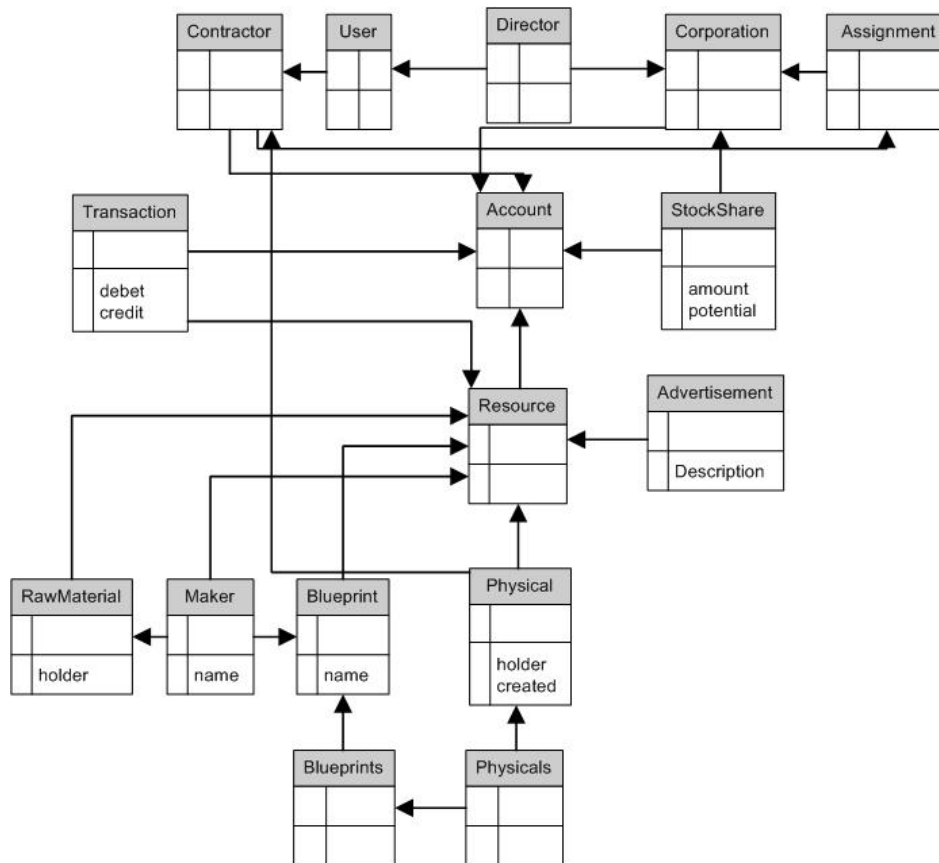 Contractor
User
Director
Corporation
Assignment
Transaction
debet
credit
Account
StockShare
amount
potential
Resource
Advertisement
Description
RawMaterial
holder
Maker
name
Blueprint
name
Physical
holder
created
Blueprints
Physicals